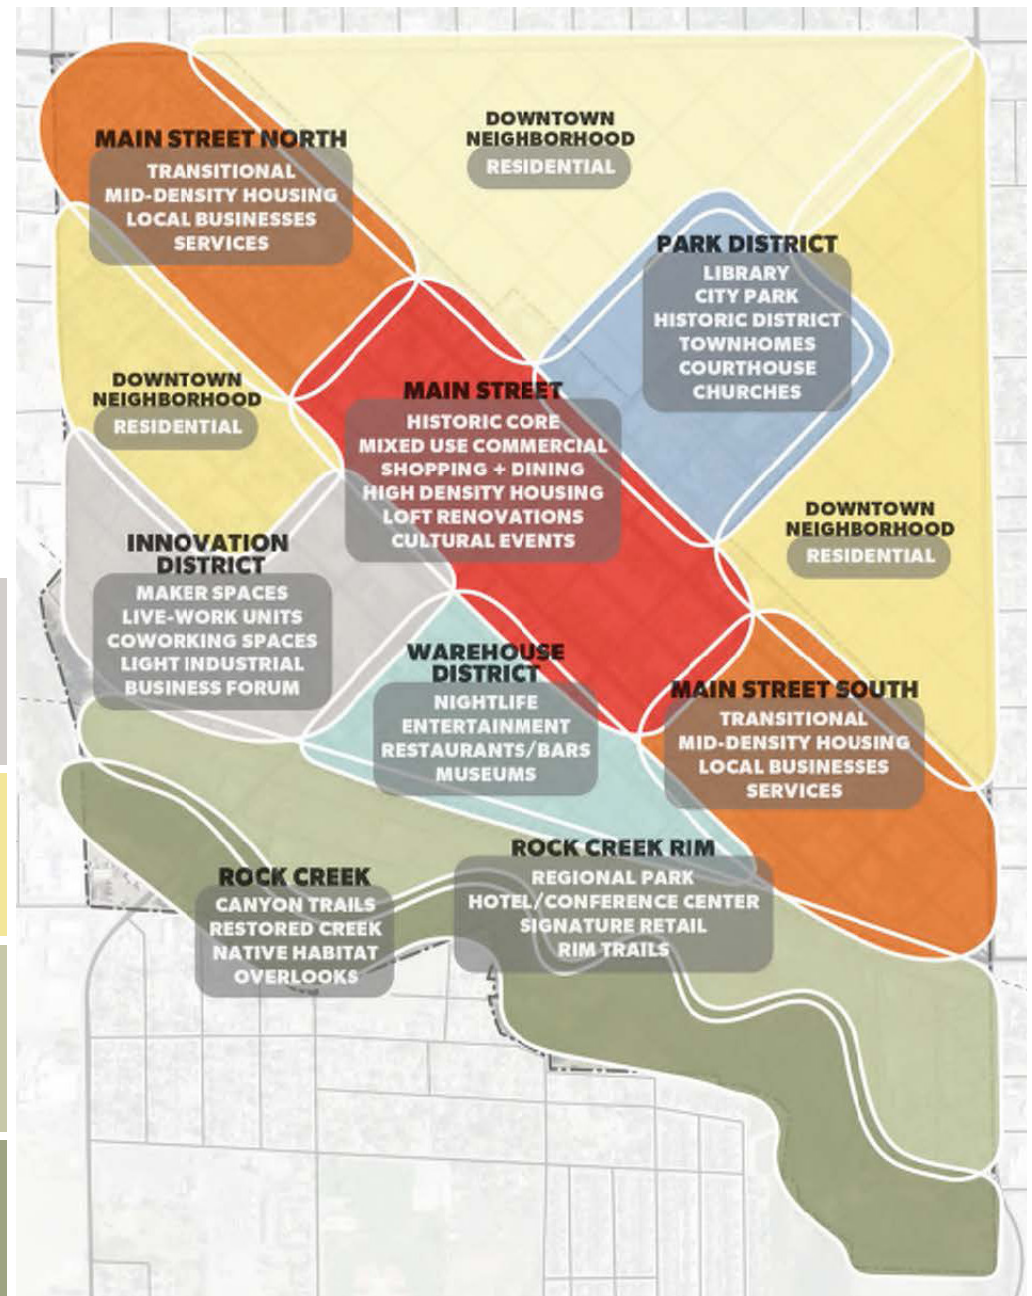 DOWNTOWN
NEIGHBORHOOD
RESIDENTIAL
MAIN STREET NORTH
TRANSITIONAL
MID-DENSITY HOUSING
LOCAL BUSINESSES
SERVICES
PARK DISTRICT
LIBRARY
CITY PARK
HISTORIC DISTRICT
TOWNHOMES
COURTHOUSE
CHURCHES
DOWNTOWN
NEIGHBORHOOD
RESIDENTIAL
MAIN STREET
HISTORIC CORE
MIXED USE COMMERCIAL
SHOPPING + DINING
HIGH DENSITY HOUSING
LOFT RENOVATIONS
CULTURAL EVENTS
DOWNTOWN
NEIGHBORHOOD
RESIDENTIAL
INNOVATION
DISTRICT
MAKER SPACES
LIVE-WORK UNITS
COWORKING SPACES
LIGHT INDUSTRIAL
BUSINESS FORUM
WAREHOUSE
DISTRICT
NIGHTLIFE
ENTERTAINMENT
RESTAURANTS/BARS
MUSEUMS
MAIN STREET SOUTH
TRANSITIONAL
MID-DENSITY HOUSING
LOCAL BUSINESSES
SERVICES
ROCK CREEK RIM
REGIONAL PARK
HOTEL/CONFERENCE CENTER
SIGNATURE RETAIL
RIM TRAILS
ROCK CREEK
CANYON TRAILS
RESTORED CREEK
NATIVE HABITAT
OVERLOOKS